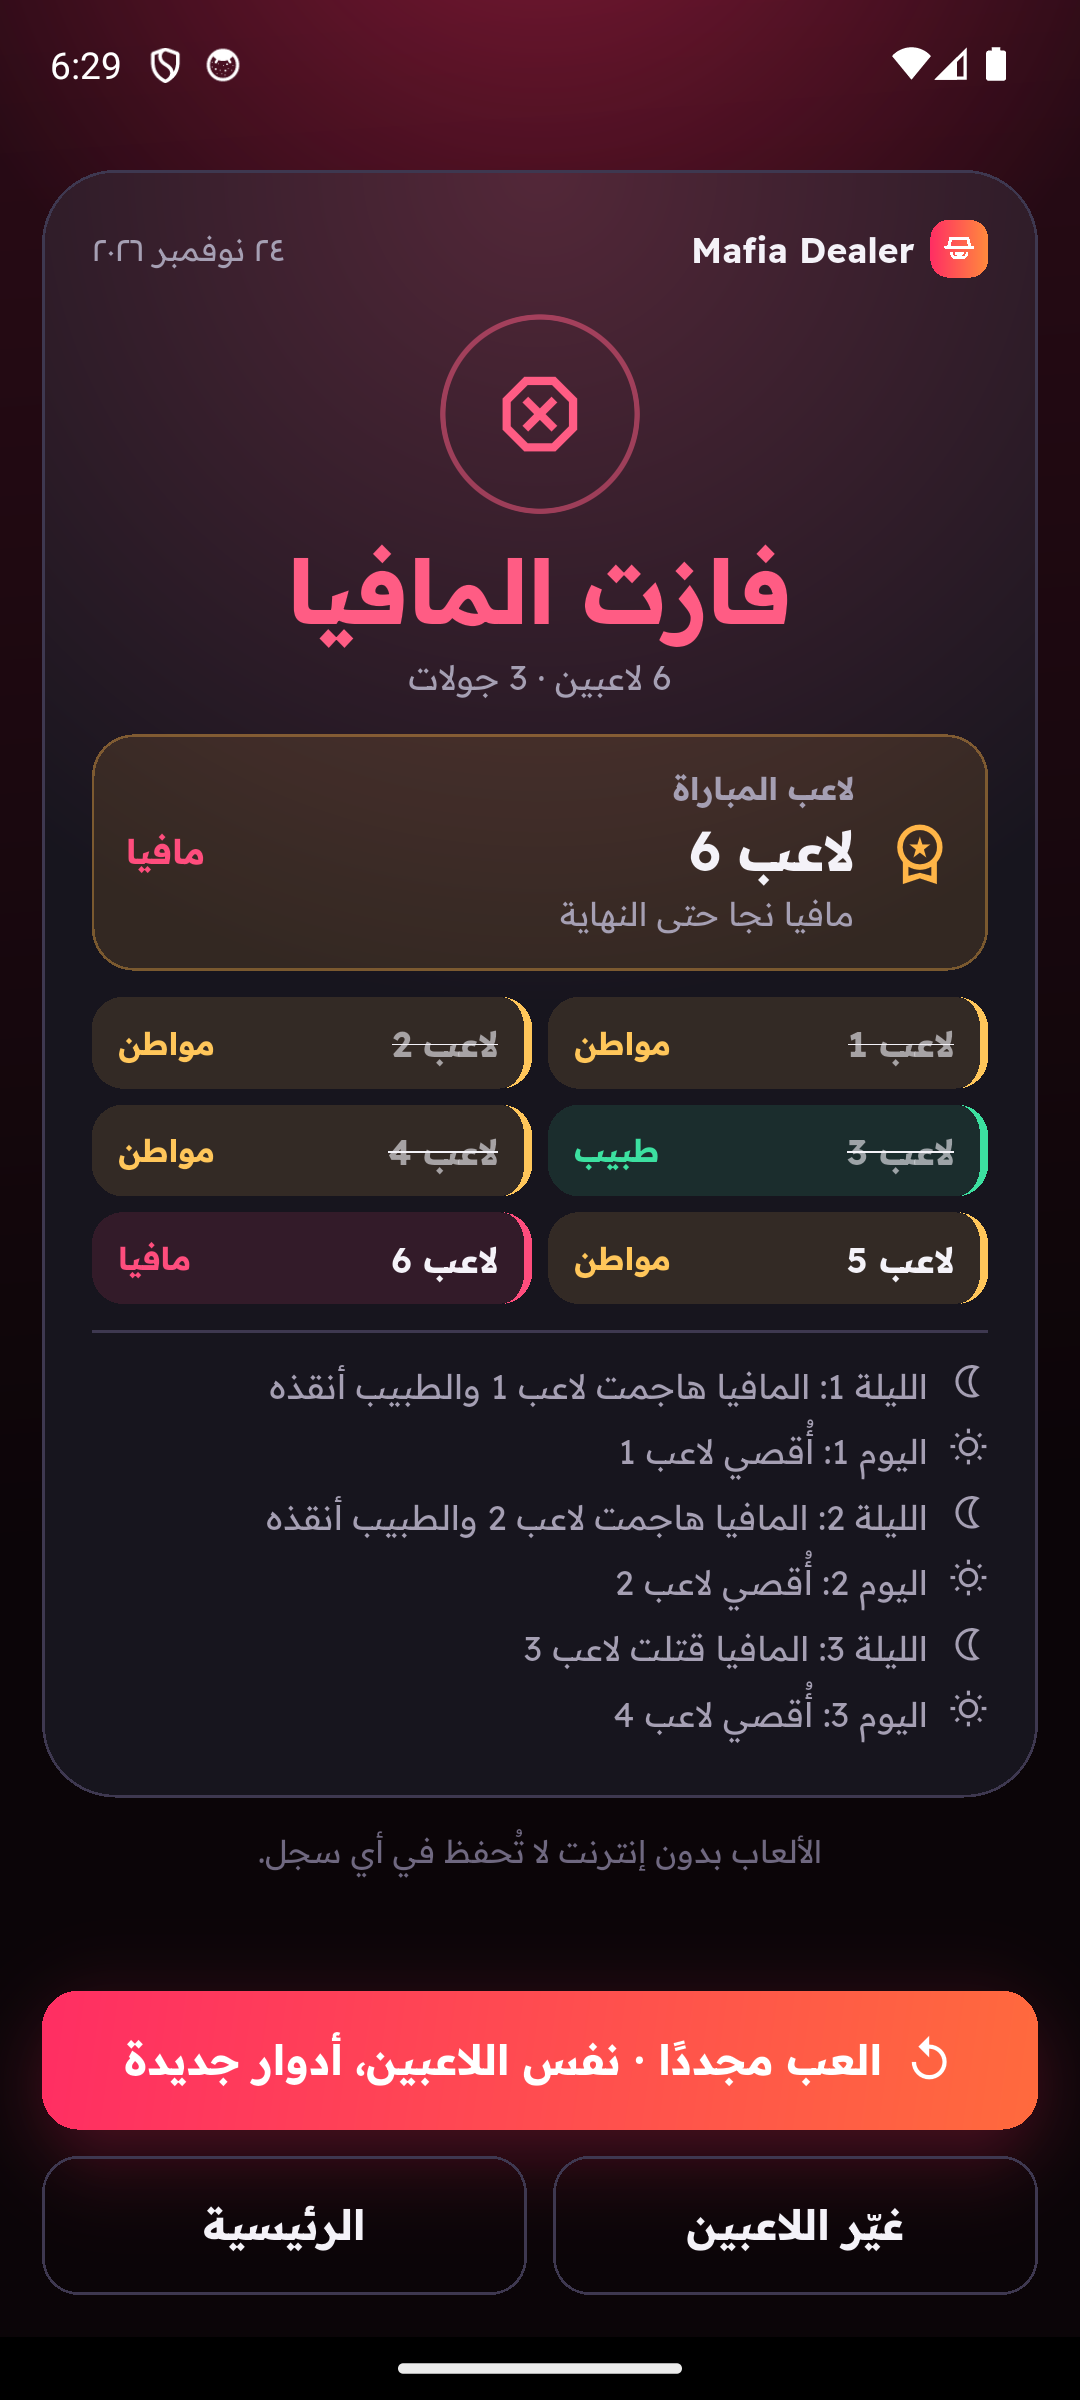 6:29
Mafia Dealer
٢٤ نوفمبر ٢٠٢٦
فازت المافيا
6 لاعبين · 3 جولات
لاعب المباراة
لاعب 6
مافيا
مافيا نجا حتى النهاية
لاعب 1 مواطن
لاعب 2 مواطن
لاعب 3 طبيب
لاعب 4 مواطن
لاعب 5 مواطن
لاعب 6 مافيا
الليلة 1: المافيا هاجمت لاعب 1 والطبيب أنقذه
اليوم 1: أُقصي لاعب 1
الليلة 2: المافيا هاجمت لاعب 2 والطبيب أنقذه
اليوم 2: أُقصي لاعب 2
الليلة 3: المافيا قتلت لاعب 3
اليوم 3: أُقصي لاعب 4
الألعاب بدون إنترنت لا تُحفظ في أي سجل.
العب مجددًا · نفس اللاعبين، أدوار جديدة
غيّر اللاعبين
الرئيسية